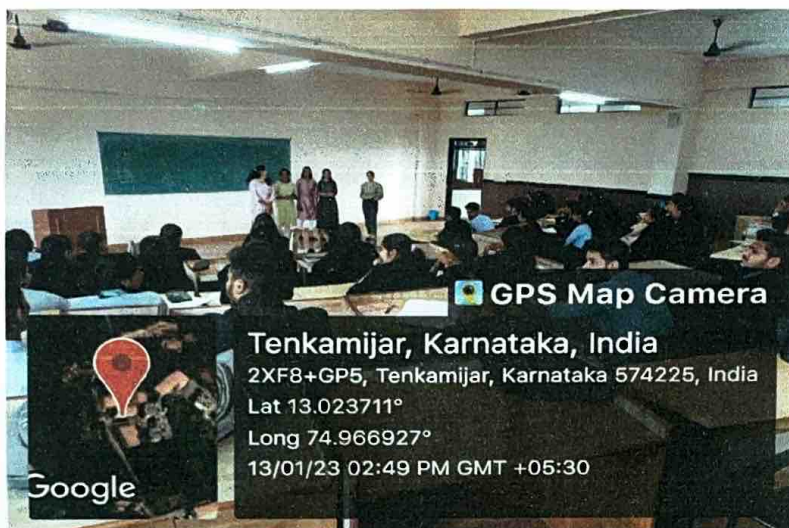 GPS Map Camera
Tenkamijar, Karnataka, India
2XF8+GP5, Tenkamijar, Karnataka 574225, India
Lat 13.023711°
Long 74.966927°
13/01/23 02:49 PM GMT +05:30
Google